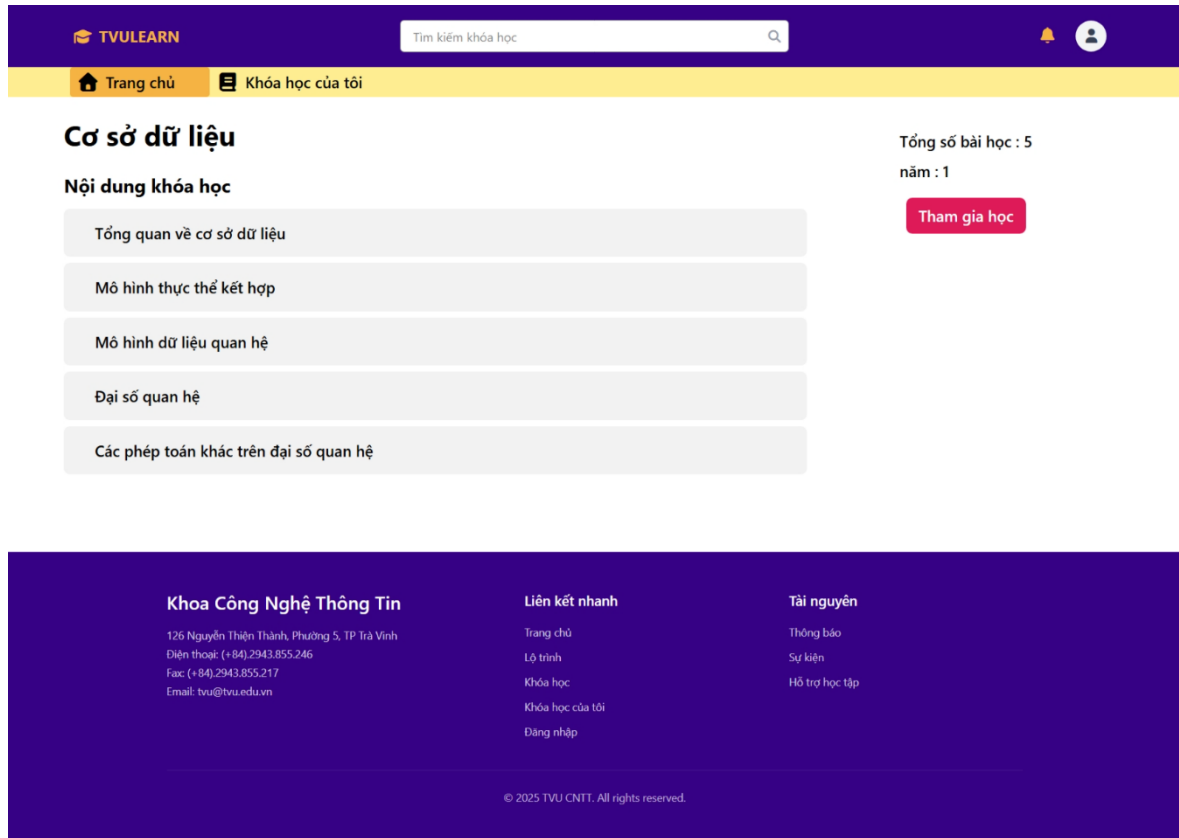 TVULEARN
Tìm kiếm khóa học
Trang chủ
Khóa học của tôi
Cơ sở dữ liệu
Nội dung khóa học
Tổng quan về cơ sở dữ liệu
Mô hình thực thể kết hợp
Mô hình dữ liệu quan hệ
Đại số quan hệ
Các phép toán khác trên đại số quan hệ
Tổng số bài học : 5
năm : 1
Tham gia học
Khoa Công Nghệ Thông Tin
126 Nguyễn Thiện Thành, Phường 5, TP Trà Vinh
Điện thoại: (+84).2943.855.246
Fax: (+84).2943.855.217
Email: tvu@tvu.edu.vn
Liên kết nhanh
Trang chủ
Lộ trình
Khóa học
Khóa học của tôi
Đăng nhập
Tài nguyên
Thông báo
Sự kiện
Hỗ trợ học tập
© 2025 TVU CNTT. All rights reserved.